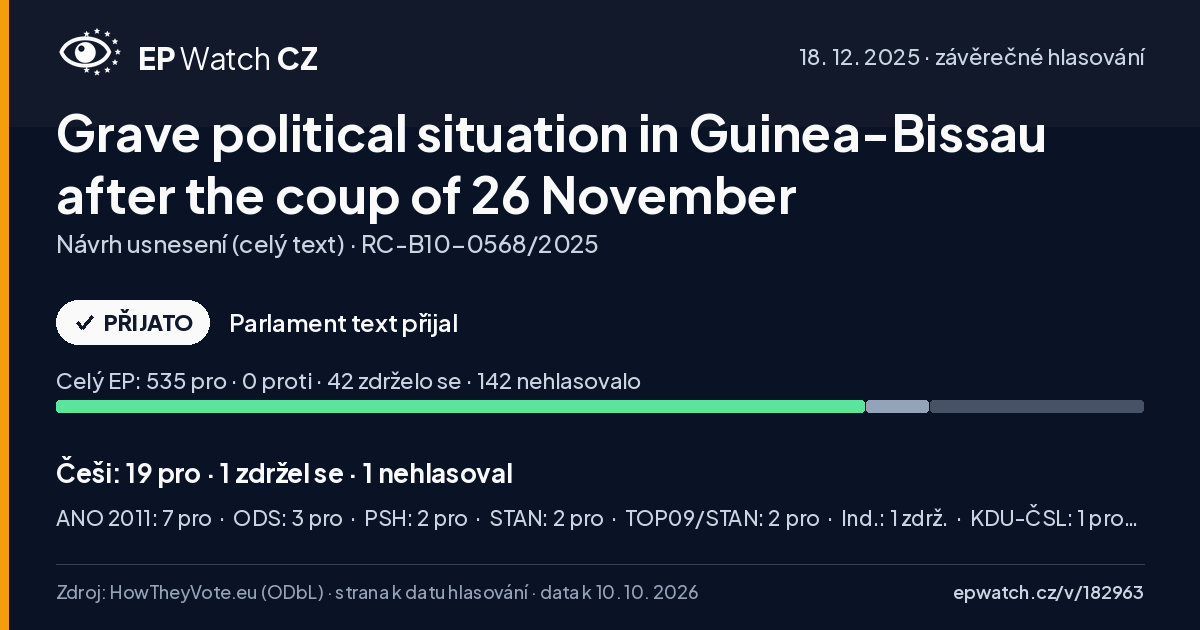 EP Watch CZ
18. 12. 2025 · závěrečné hlasování
Grave political situation in Guinea-Bissau
after the coup of 26 November
Návrh usnesení (celý text) · RC-B10-0568/2025
✓ PŘIJATO
Parlament text přijal
Celý EP: 535 pro · 0 proti · 42 zdrželo se · 142 nehlasovalo
Češi: 19 pro · 1 zdržel se · 1 nehlasoval
ANO 2011: 7 pro · ODS: 3 pro · PSH: 2 pro · STAN: 2 pro · TOP09/STAN: 2 pro · Ind.: 1 zdrž. · KDU-ČSL: 1 pro…
Zdroj: HowTheyVote.eu (ODbL) · strana k datu hlasování · data k 10. 10. 2026
epwatch.cz/v/182963